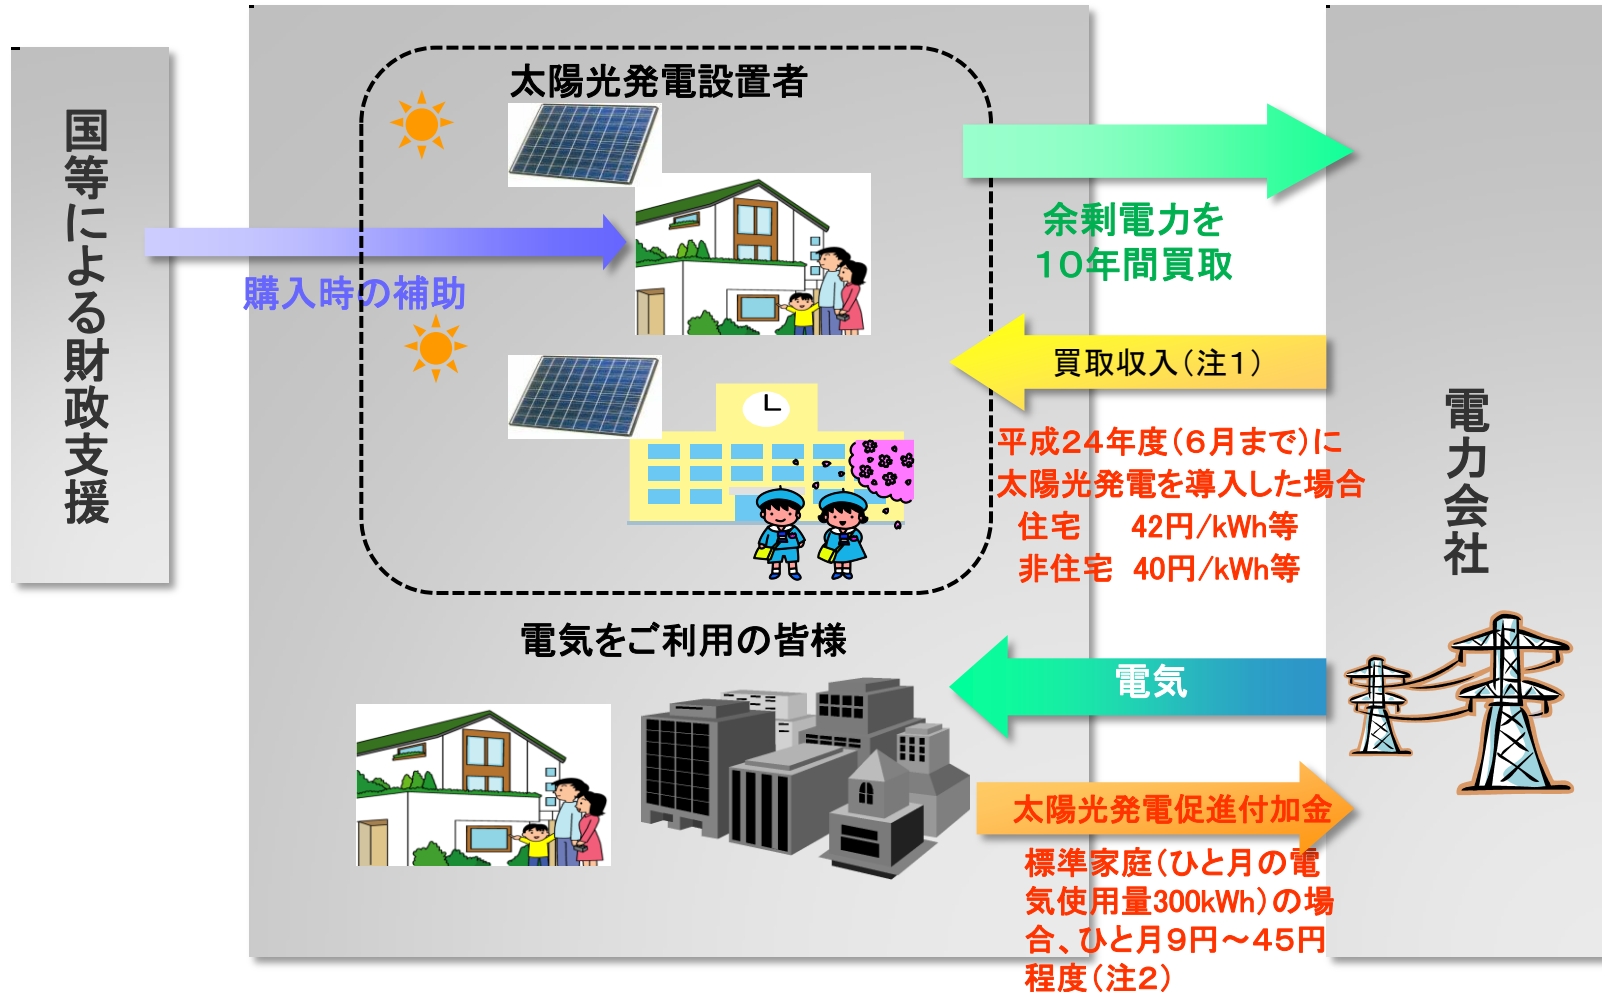 国等による財政支援
太陽光発電設置者
購入時の補助
余剰電力を
10年間買取
買取収入(注1)
平成24年度(6月まで)に
太陽光発電を導入した場合
住宅　42円/kWh等
非住宅　40円/kWh等
電力会社
電気をご利用の皆様
電気
太陽光発電促進付加金
標準家庭(ひと月の電
気使用量300kWh)の場
合、ひと月9円～45円
程度(注2)